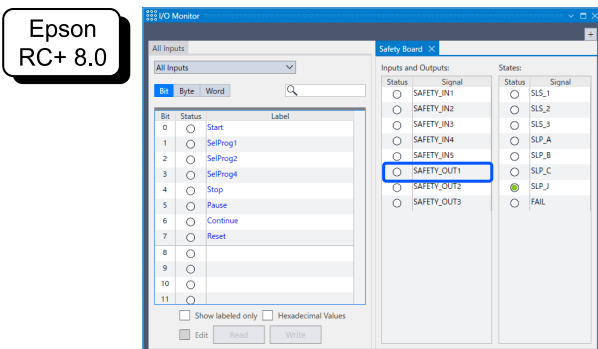 Epson
RC+ 8.0
I/O Monitor
All Inputs
All Inputs
Bit Byte Word
Bit Status Label
0 Start
1 SelProg1
2 SelProg2
3 SelProg4
4 Stop
5 Pause
6 Continue
7 Reset
8
9
10
11
Show labeled only Hexadecimal Values
Edit Read Write
Safety Board
Inputs and Outputs:
Status Signal
SAFETY_IN1
SAFETY_IN2
SAFETY_IN3
SAFETY_IN4
SAFETY_IN5
SAFETY_OUT1
SAFETY_OUT2
SAFETY_OUT3
States:
Status Signal
SLS_1
SLS_2
SLS_3
SLP_A
SLP_B
SLP_C
SLP_J
FAIL